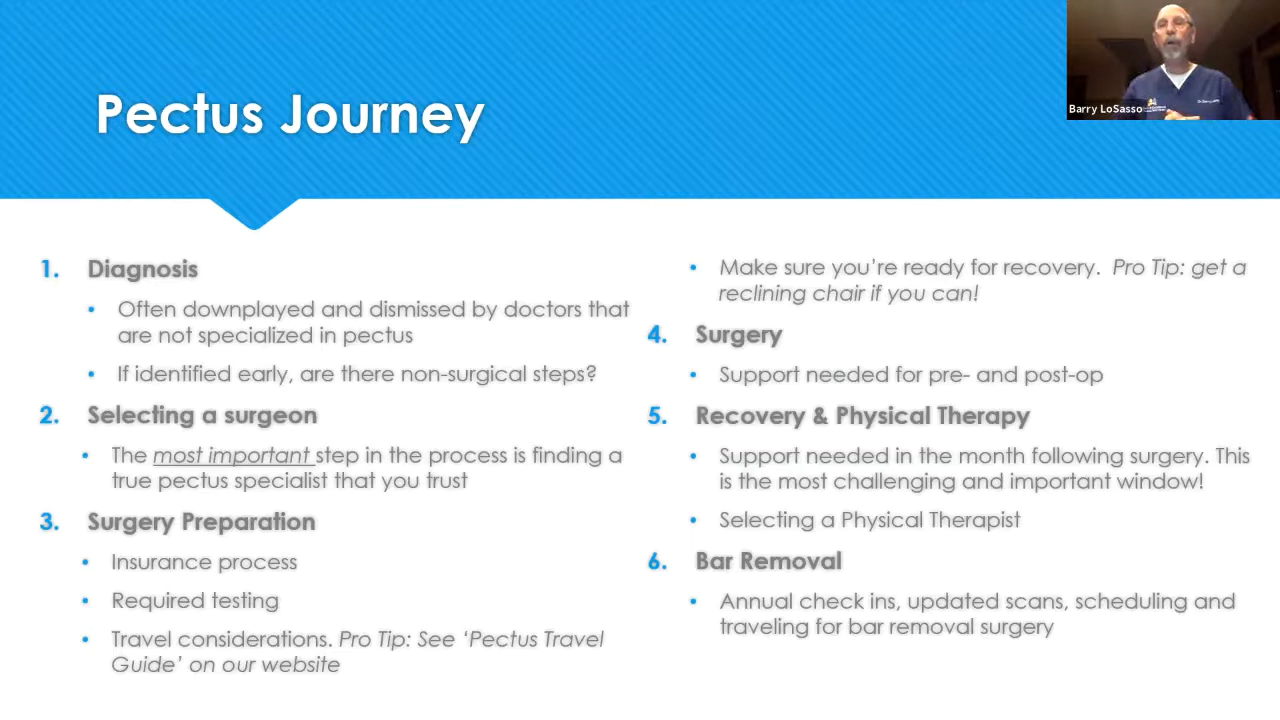 Pectus Journey
Barry LoSasso
1. Diagnosis
• Often downplayed and dismissed by doctors that
are not specialized in pectus
• If identified early, are there non-surgical steps?
2. Selecting a surgeon
• The most important step in the process is finding a
true pectus specialist that you trust
3. Surgery Preparation
• Insurance process
• Required testing
• Travel considerations. Pro Tip: See ‘Pectus Travel
Guide’ on our website
• Make sure you’re ready for recovery. Pro Tip: get a
reclining chair if you can!
4. Surgery
• Support needed for pre- and post-op
5. Recovery & Physical Therapy
• Support needed in the month following surgery. This
is the most challenging and important window!
• Selecting a Physical Therapist
6. Bar Removal
• Annual check ins, updated scans, scheduling and
traveling for bar removal surgery